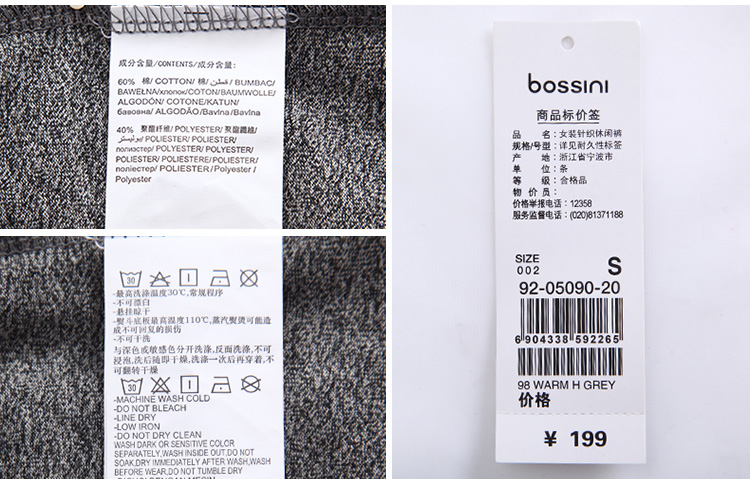 成分含量/CONTENTS/成分含量:
60% 棉/ COTTON/ 棉/ قطن / BUMBAC/
BAWEŁNA/хлопок/COTON/BAUMWOLLE/
ALGODÓN/ COTONE/KATUN/
бавовна/ ALGODÃO/Bavlna/Bavlna
40% 聚酯纤维/ POLYESTER/ 聚酯纖維/
بوليستر/ POLIESTER/ POLIESTER/
полиэстер/ POLYESTER/ POLYESTER/
POLIESTER/ POLIESTERE/ POLIESTER/
поліестер/ POLIÉSTER/ Polyester/
Polyester
-最高洗涤温度30℃,常规程序
-不可漂白
-悬挂晾干
-熨斗底板最高温度110℃,蒸汽熨烫可能造
成不可回复的损伤
-不可干洗
与深色或敏感色分开洗涤,反面洗涤,不可
浸泡,洗后随即干燥,洗涤一次后再穿着,不
可翻转干燥
-MACHINE WASH COLD
-DO NOT BLEACH
-LINE DRY
-LOW IRON
-DO NOT DRY CLEAN
WASH DARK OR SENSITIVE COLOR
SEPARATELY,WASH INSIDE OUT,DO NOT
SOAK,DRY IMMEDIATELY AFTER WASH,WASH
BEFORE WEAR,DO NOT TUMBLE DRY
bossini
商品标价签
品 名:女装针织休闲裤
规格/号型:详见耐久性标签
产 地:浙江省宁波市
单 位:条
等 级:合格品
物 价 员:
价格举报电话:12358
服务监督电话:(020)81371188
SIZE
002 S
92-05090-20
6 904338 592265
98 WARM H GREY
价格
¥ 199